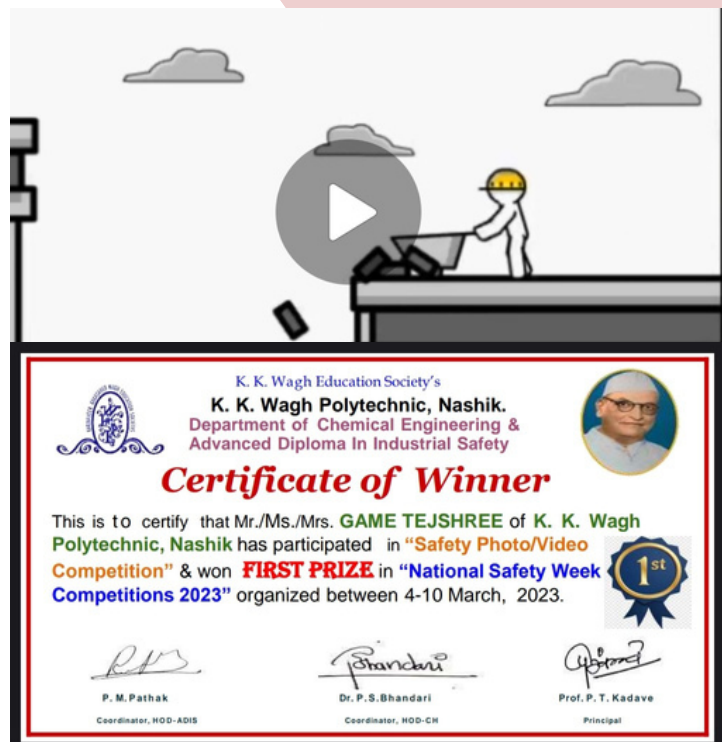 K. K. Wagh Education Society's
K. K. Wagh Polytechnic, Nashik.
Department of Chemical Engineering &
Advanced Diploma In Industrial Safety
Certificate of Winner
This is to certify that Mr./Ms./Mrs. GAME TEJSHREE of K. K. Wagh
Polytechnic, Nashik has participated in “Safety Photo/Video
Competition” & won FIRST PRIZE in “National Safety Week
Competitions 2023” organized between 4-10 March, 2023.
1st
P. M. Pathak
Dr. P.S.Bhandari
Prof. P. T. Kadave
Coordinator, HOD-ADIS
Coordinator, HOD-CH
Principal